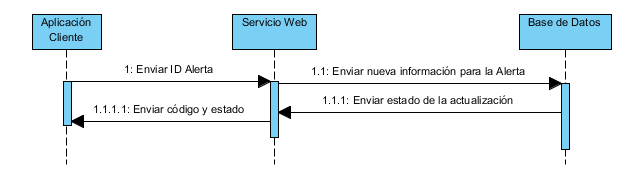 Aplicación
Cliente
Servicio Web
Base de Datos
1: Enviar ID Alerta
1.1: Enviar nueva información para la Alerta
1.1.1: Enviar estado de la actualización
1.1.1.1: Enviar código y estado